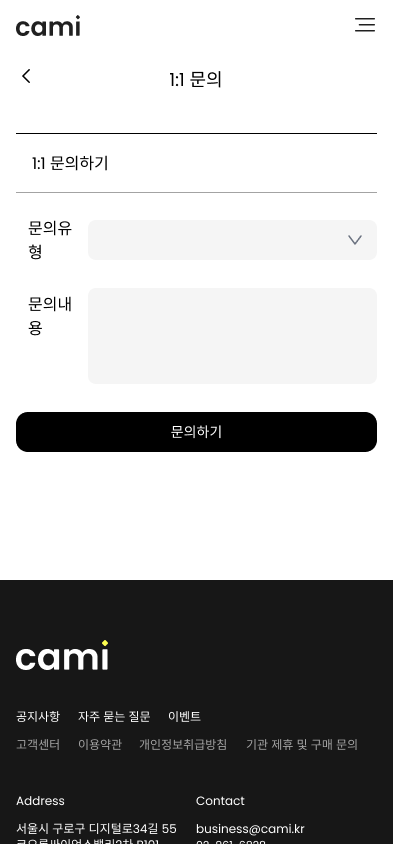 cami
1:1 문의
1:1 문의하기
문의유
형
문의내
용
문의하기
cami
공지사항 자주 묻는 질문 이벤트
고객센터 이용약관 개인정보취급방침 기관 제휴 및 구매 문의
Address Contact
서울시 구로구 디지털로34길 55 business@cami.kr